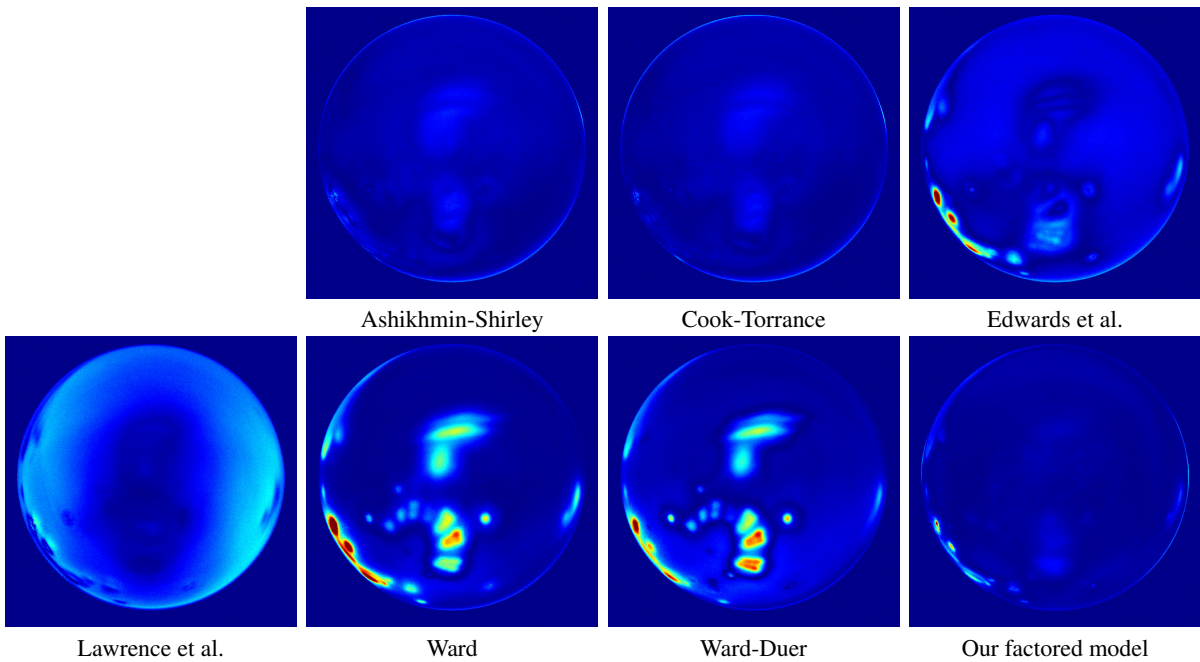 Ashikhmin-Shirley
Cook-Torrance
Edwards et al.
Lawrence et al.
Ward
Ward-Duer
Our factored model